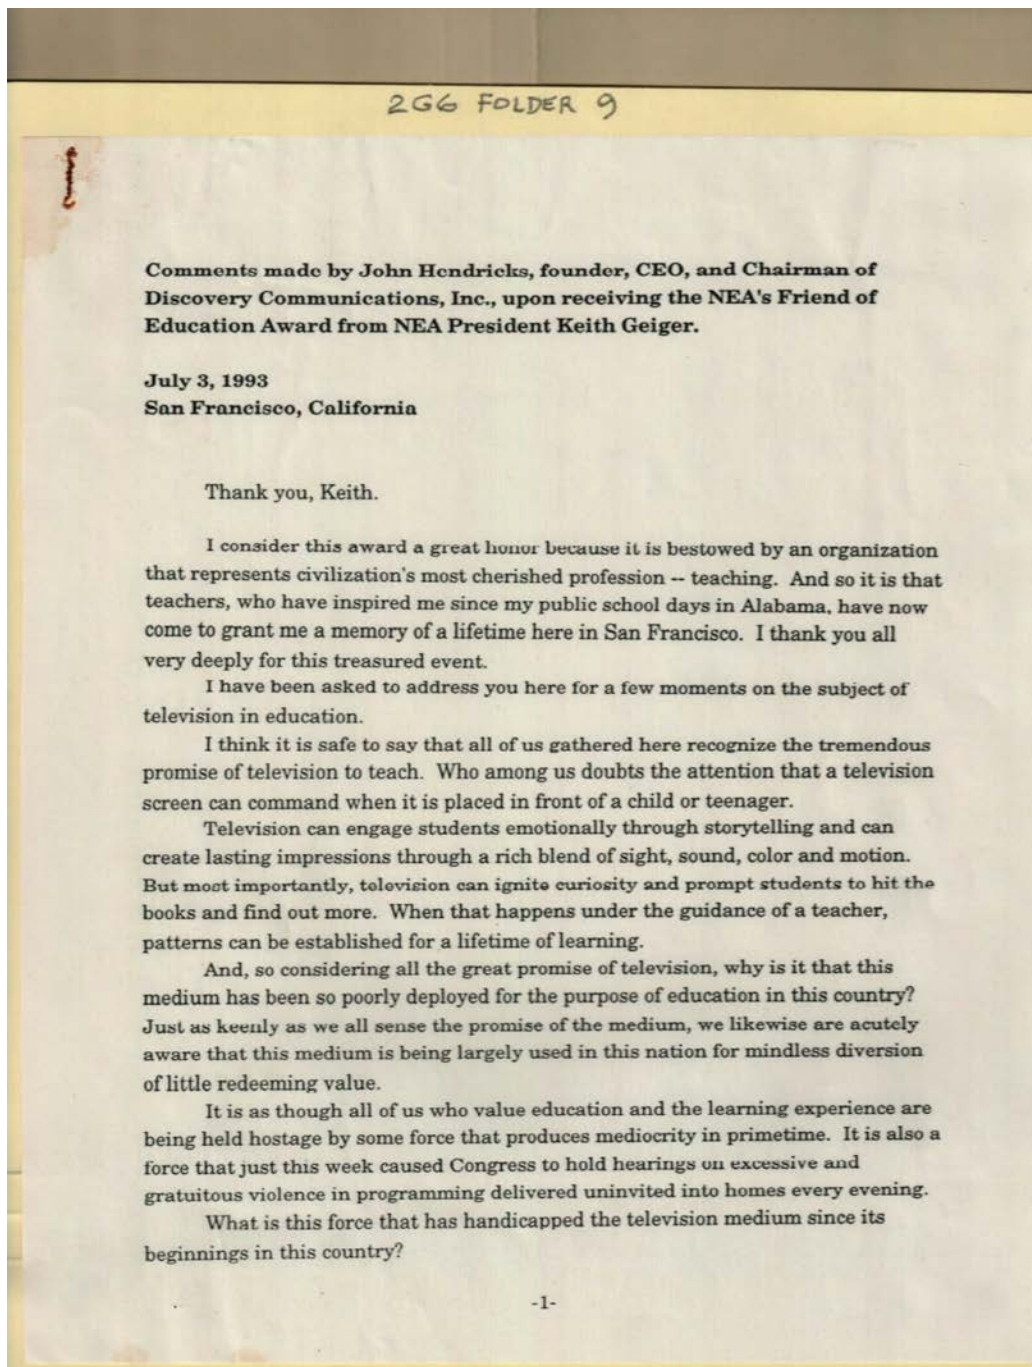 2G6 FOLDER 9
Comments made by John Hendricks, founder, CEO, and Chairman of
Discovery Communications, Inc., upon receiving the NEA's Friend of
Education Award from NEA President Keith Geiger.
July 3, 1993
San Francisco, California
Thank you, Keith.
I consider this award a great honor because it is bestowed by an organization
that represents civilization's most cherished profession -- teaching. And so it is that
teachers, who have inspired me since my public school days in Alabama, have now
come to grant me a memory of a lifetime here in San Francisco. I thank you all
very deeply for this treasured event.
I have been asked to address you here for a few moments on the subject of
television in education.
I think it is safe to say that all of us gathered here recognize the tremendous
promise of television to teach. Who among us doubts the attention that a television
screen can command when it is placed in front of a child or teenager.
Television can engage students emotionally through storytelling and can
create lasting impressions through a rich blend of sight, sound, color and motion.
But most importantly, television can ignite curiosity and prompt students to hit the
books and find out more. When that happens under the guidance of a teacher,
patterns can be established for a lifetime of learning.
And, so considering all the great promise of television, why is it that this
medium has been so poorly deployed for the purpose of education in this country?
Just as keenly as we all sense the promise of the medium, we likewise are acutely
aware that this medium is being largely used in this nation for mindless diversion
of little redeeming value.
It is as though all of us who value education and the learning experience are
being held hostage by some force that produces mediocrity in primetime. It is also a
force that just this week caused Congress to hold hearings on excessive and
gratuitous violence in programming delivered uninvited into homes every evening.
What is this force that has handicapped the television medium since its
beginnings in this country?
-1-